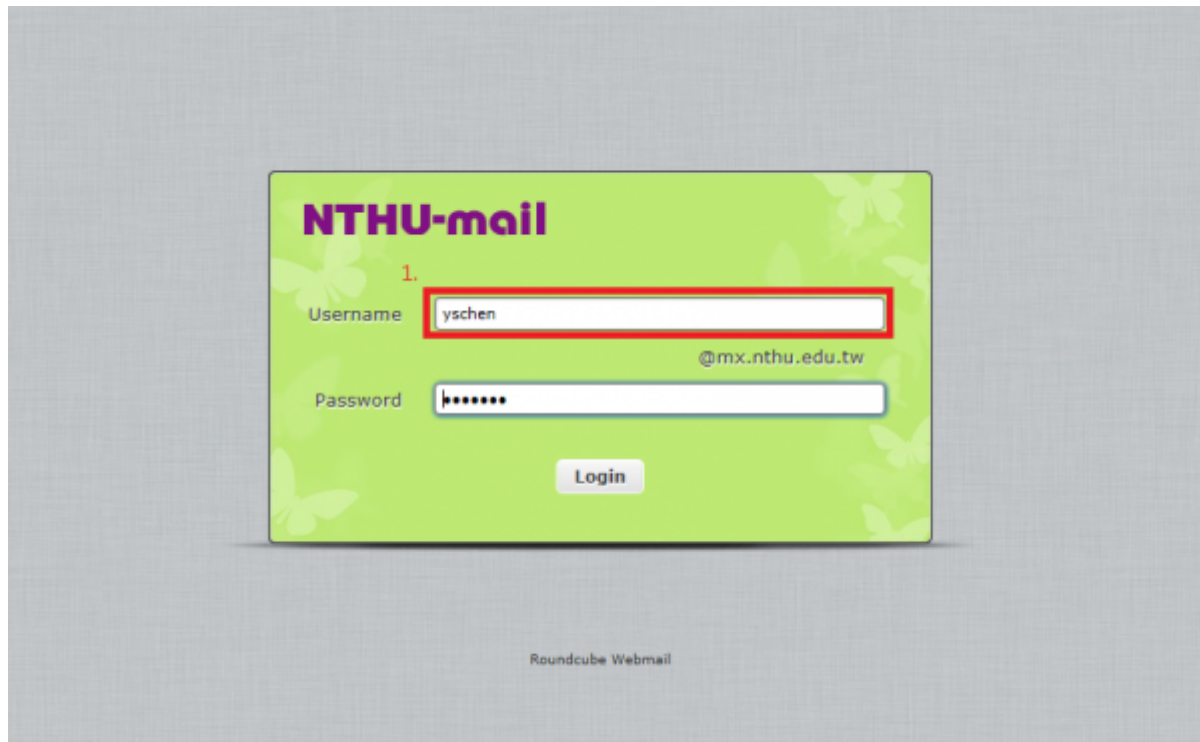 NTHU-mail
1.
Username yschen
@mx.nthu.edu.tw
Password •••••••
Login
Roundcube Webmail